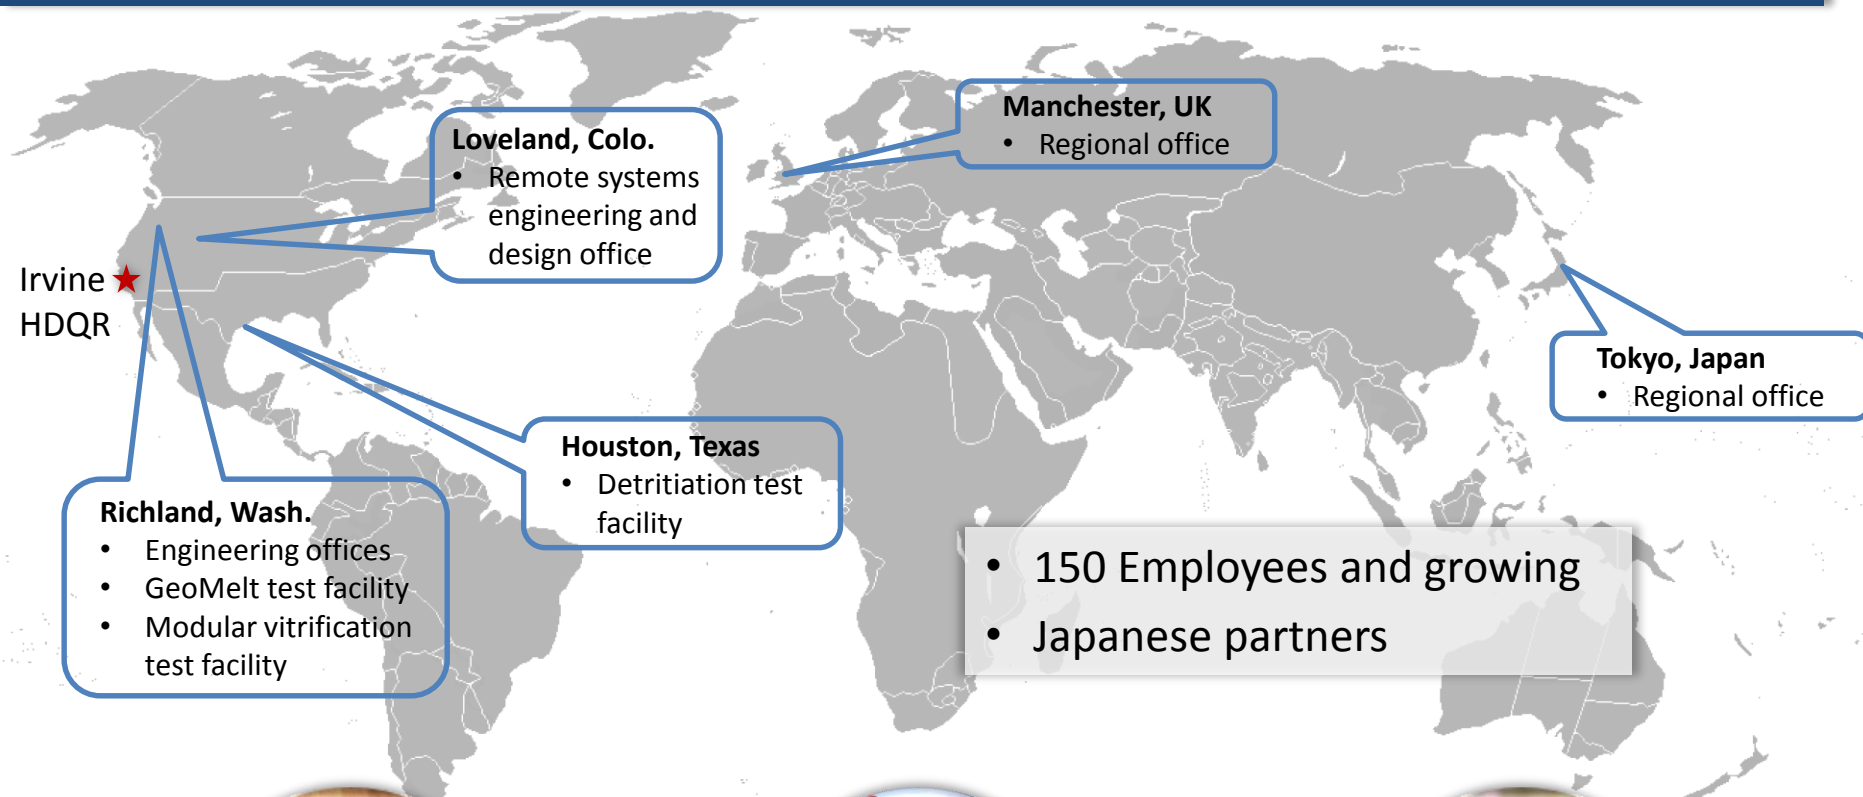 Manchester, UK
• Regional office
Loveland, Colo.
• Remote systems
engineering and
design office
Irvine
HDQR
Tokyo, Japan
• Regional office
Houston, Texas
• Detritiation test
facility
Richland, Wash.
• Engineering offices
• GeoMelt test facility
• Modular vitrification
test facility
• 150 Employees and growing
• Japanese partners